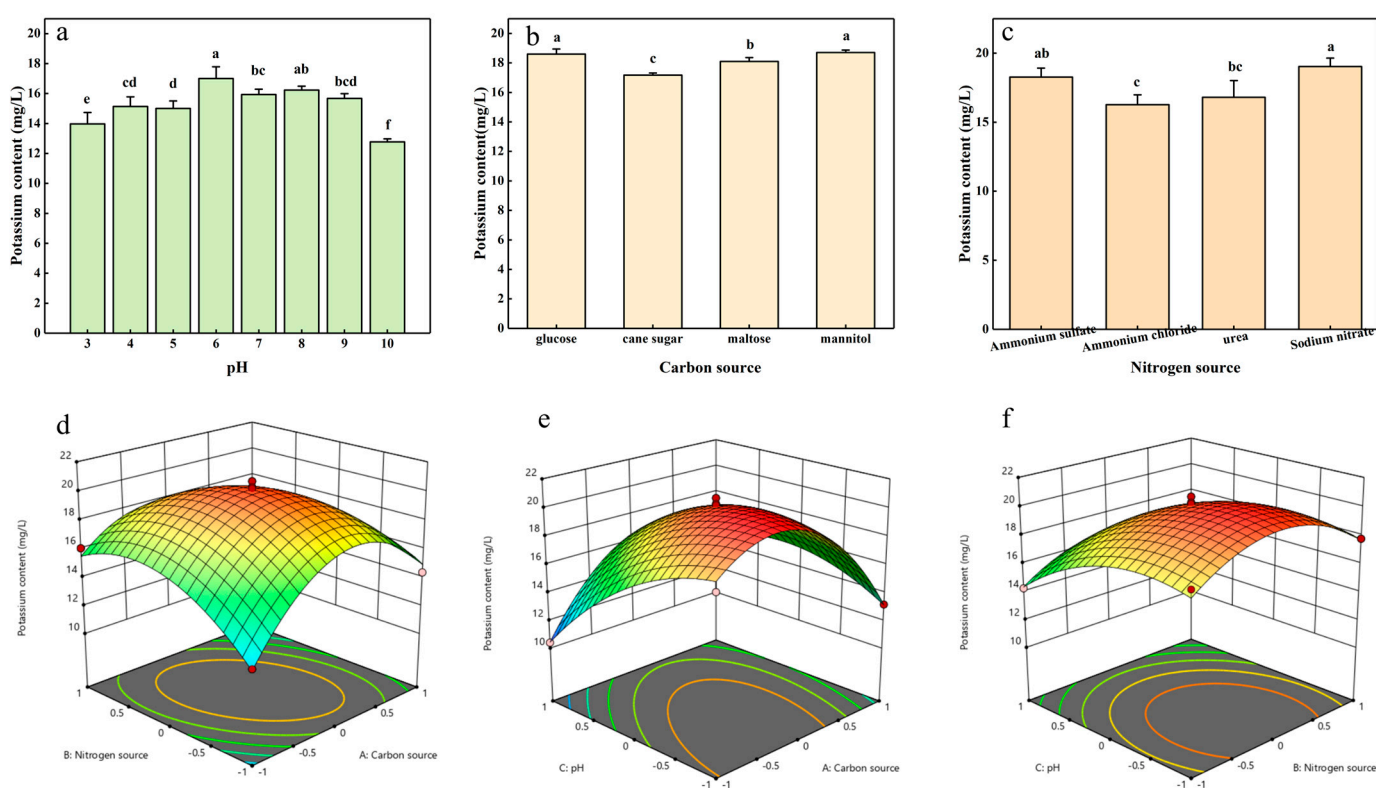 a
Potassium content (mg/L)
20
18
16
14
12
10
8
6
4
2
0
e
cd
d
a
bc
ab
bcd
f
3 4 5 6 7 8 9 10
pH
b
Potassium content(mg/L)
20
18
16
14
12
10
8
6
4
2
0
a
c
b
a
glucose cane sugar maltose mannitol
Carbon source
c
Potassium content (mg/L)
20
15
10
5
0
ab
c
bc
a
Ammonium sulfate Ammonium chloride urea Sodium nitrate
Nitrogen source
d
Potassium content (mg/L)
22
20
18
16
14
12
10
1
0.5
0
-0.5
-1
B: Nitrogen source
-1
-0.5
0
0.5
1
A: Carbon source
e
Potassium content (mg/L)
22
20
18
16
14
12
10
1
0.5
0
-0.5
-1
C: pH
-1
-0.5
0
0.5
1
A: Carbon source
f
Potassium content (mg/L)
22
20
18
16
14
12
10
1
0.5
0
-0.5
-1
C: pH
-1
-0.5
0
0.5
1
B: Nitrogen source